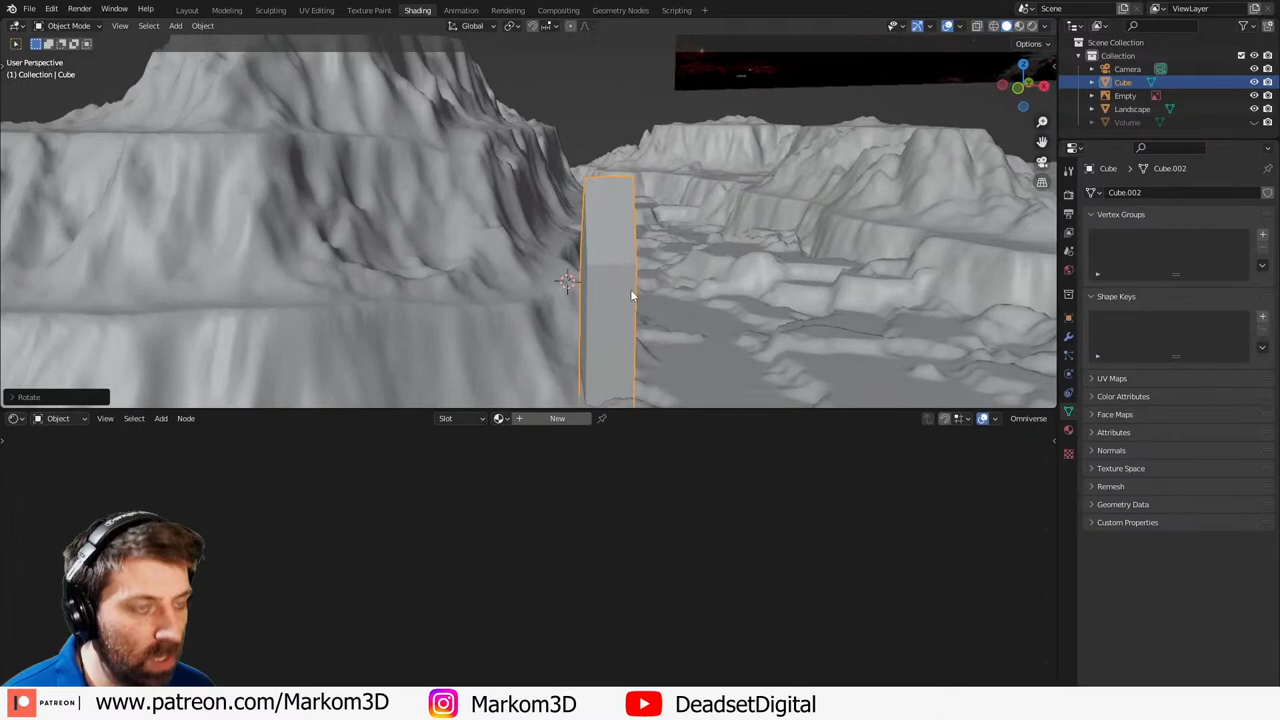 File Edit Render Window Help Layout Modeling Sculpting UV Editing Texture Paint Shading Animation Rendering Compositing Geometry Nodes Scripting Scene ViewLayer
Object Mode View Select Add Object Global
Options
User Perspective
(1) Collection | Cube
Scene Collection
Collection
Camera
Cube
Empty
Landscape
Volume
Cube Cube.002
Cube.002
Vertex Groups
Shape Keys
UV Maps
Color Attributes
Face Maps
Attributes
Normals
Texture Space
Remesh
Geometry Data
Custom Properties
Z
X
Rotate
Object View Select Add Node Slot New Omniverse
PATREON www.patreon.com/Markom3D Markom3D DeadsetDigital